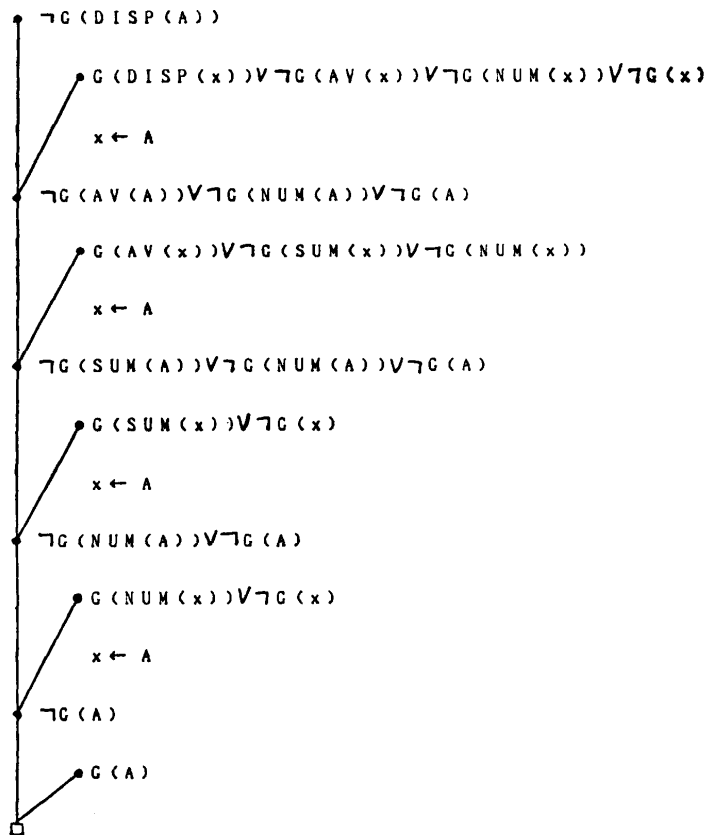 ¬G(DISP(A))
G(DISP(x))∨¬G(AV(x))∨¬G(NUM(x))∨¬G(x)
x ← A
¬G(AV(A))∨¬G(NUM(A))∨¬G(A)
G(AV(x))∨¬G(SUM(x))∨¬G(NUM(x))
x ← A
¬G(SUM(A))∨¬G(NUM(A))∨¬G(A)
G(SUM(x))∨¬G(x)
x ← A
¬G(NUM(A))∨¬G(A)
G(NUM(x))∨¬G(x)
x ← A
¬G(A)
G(A)